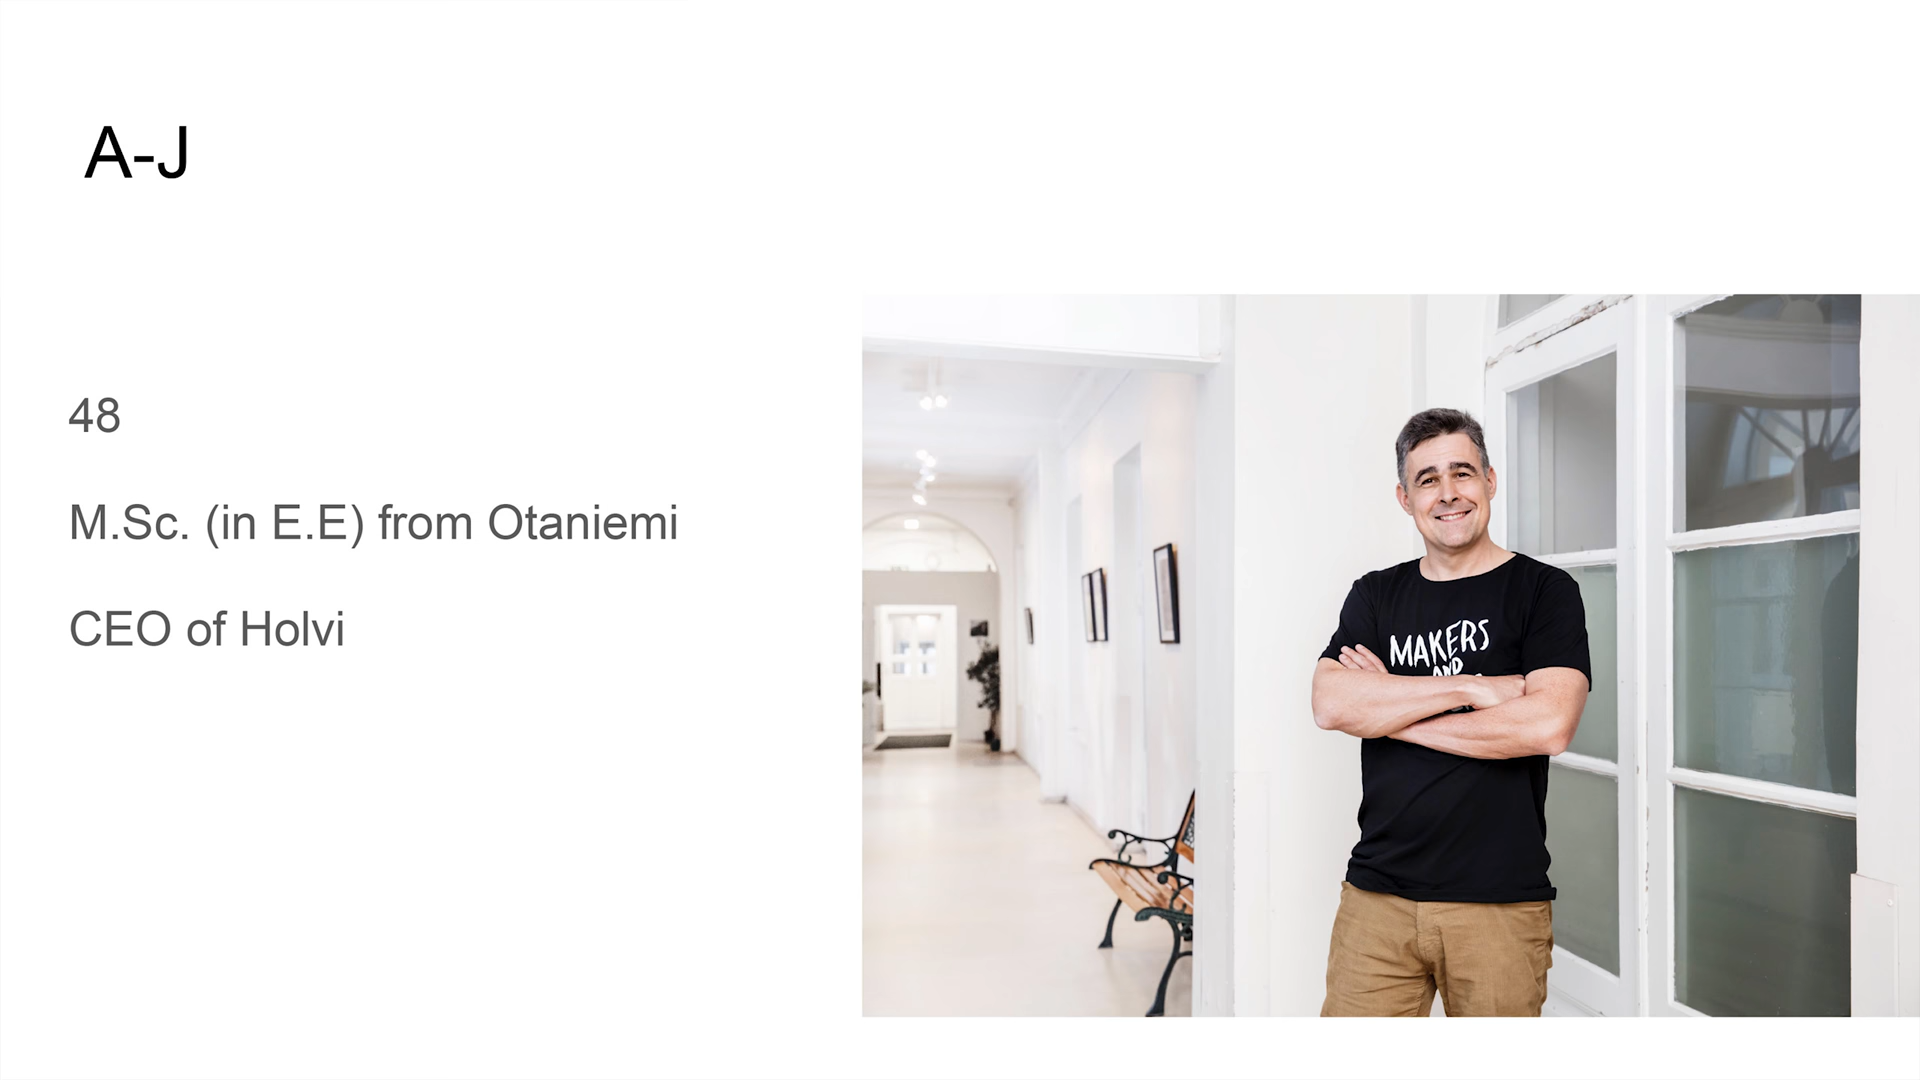 A-J
48
M.Sc. (in E.E) from Otaniemi
CEO of Holvi
MAKERS
AND